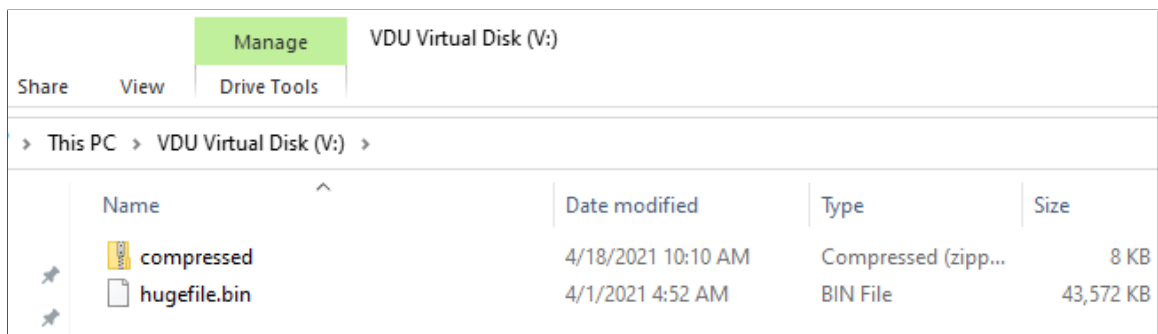 Manage VDU Virtual Disk (V:)
Share View Drive Tools
> This PC > VDU Virtual Disk (V:) >
Name Date modified Type Size
compressed 4/18/2021 10:10 AM Compressed (zipp... 8 KB
hugefile.bin 4/1/2021 4:52 AM BIN File 43,572 KB